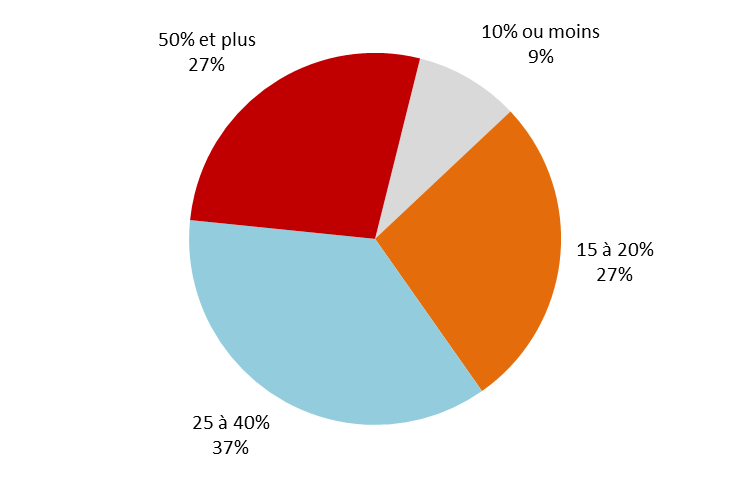 50% et plus
27%
10% ou moins
9%
15 à 20%
27%
25 à 40%
37%